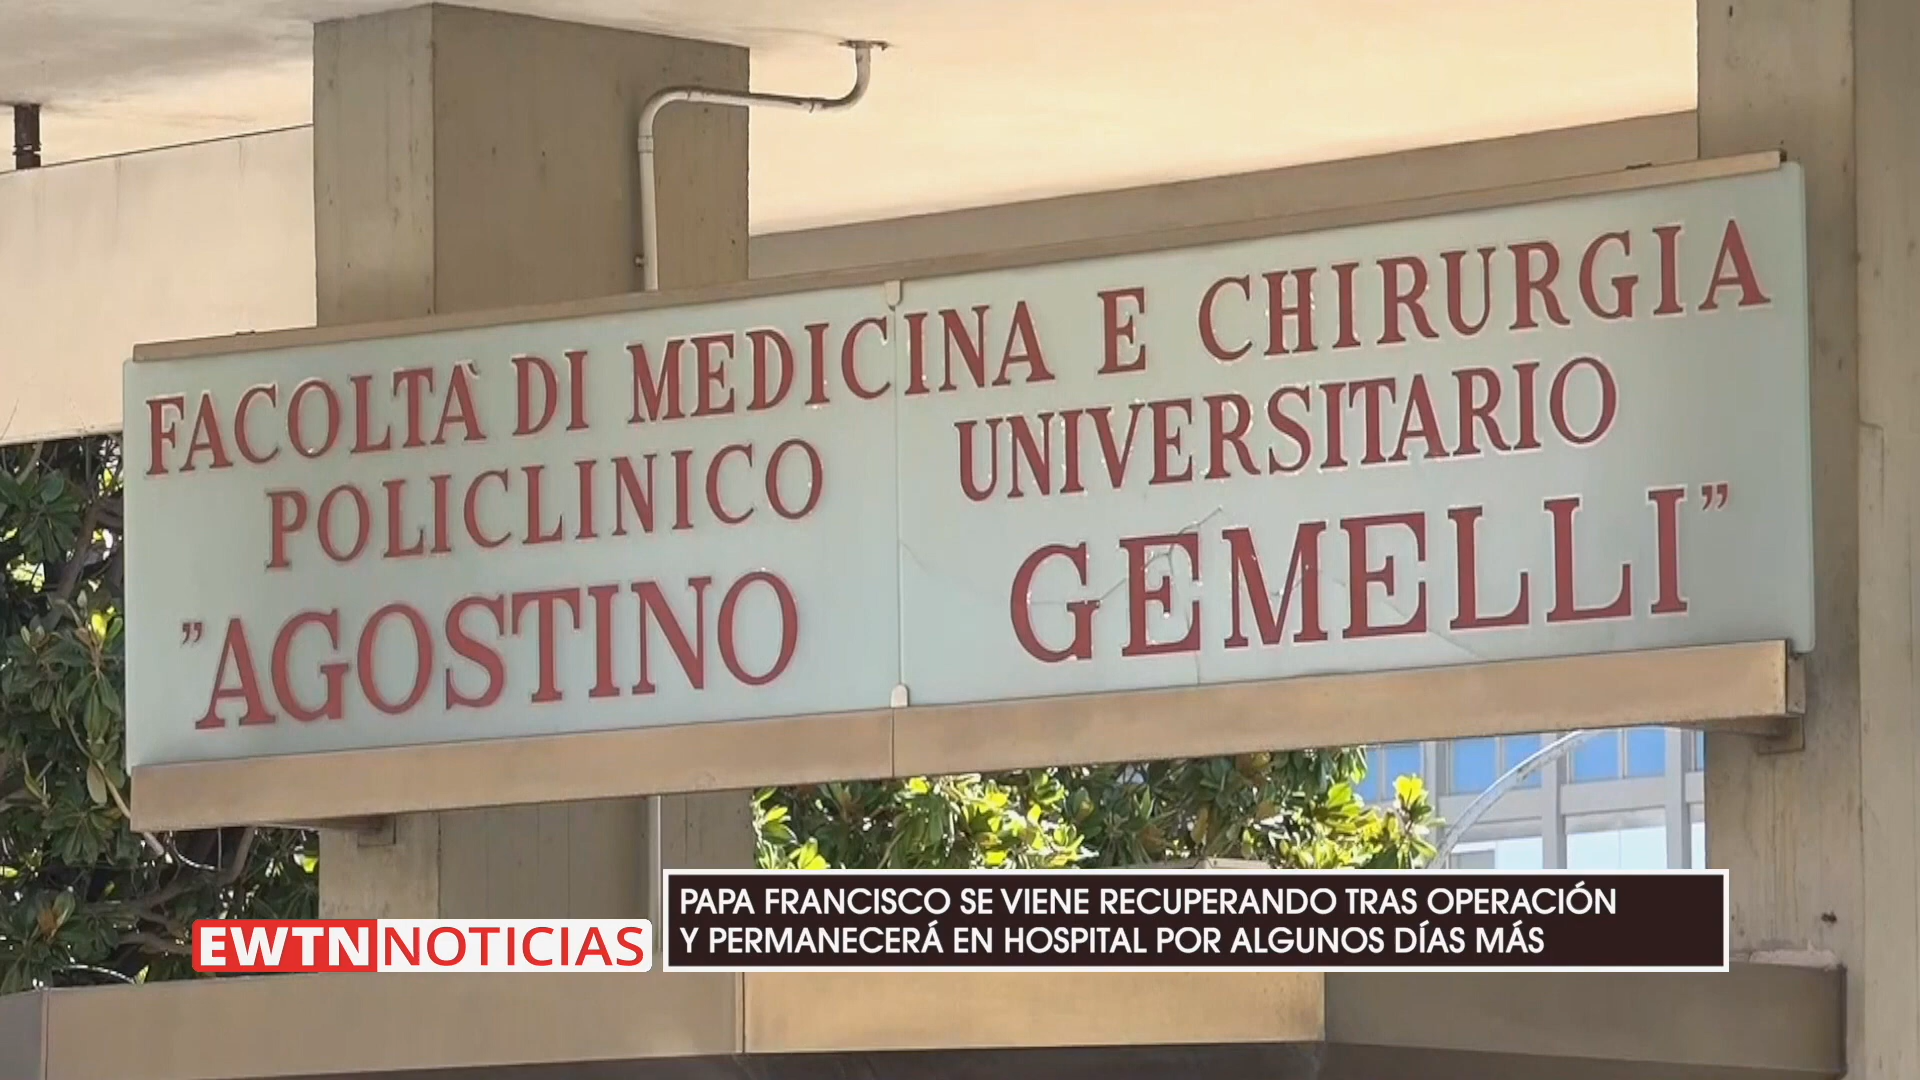 FACOLTÀ DI MEDICINA E CHIRURGIA
POLICLINICO UNIVERSITARIO
"AGOSTINO GEMELLI"
EWTN NOTICIAS
PAPA FRANCISCO SE VIENE RECUPERANDO TRAS OPERACIÓN
Y PERMANECERÁ EN HOSPITAL POR ALGUNOS DÍAS MÁS